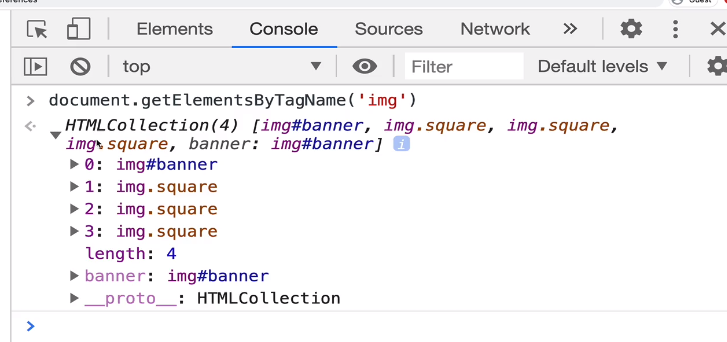 Elements Console Sources Network »
top Filter Default levels ▼
> document.getElementsByTagName('img')
HTMLCollection(4) [img#banner, img.square, img.square,
img.square, banner: img#banner] i
0: img#banner
1: img.square
2: img.square
3: img.square
length: 4
banner: img#banner
__proto__: HTMLCollection
>